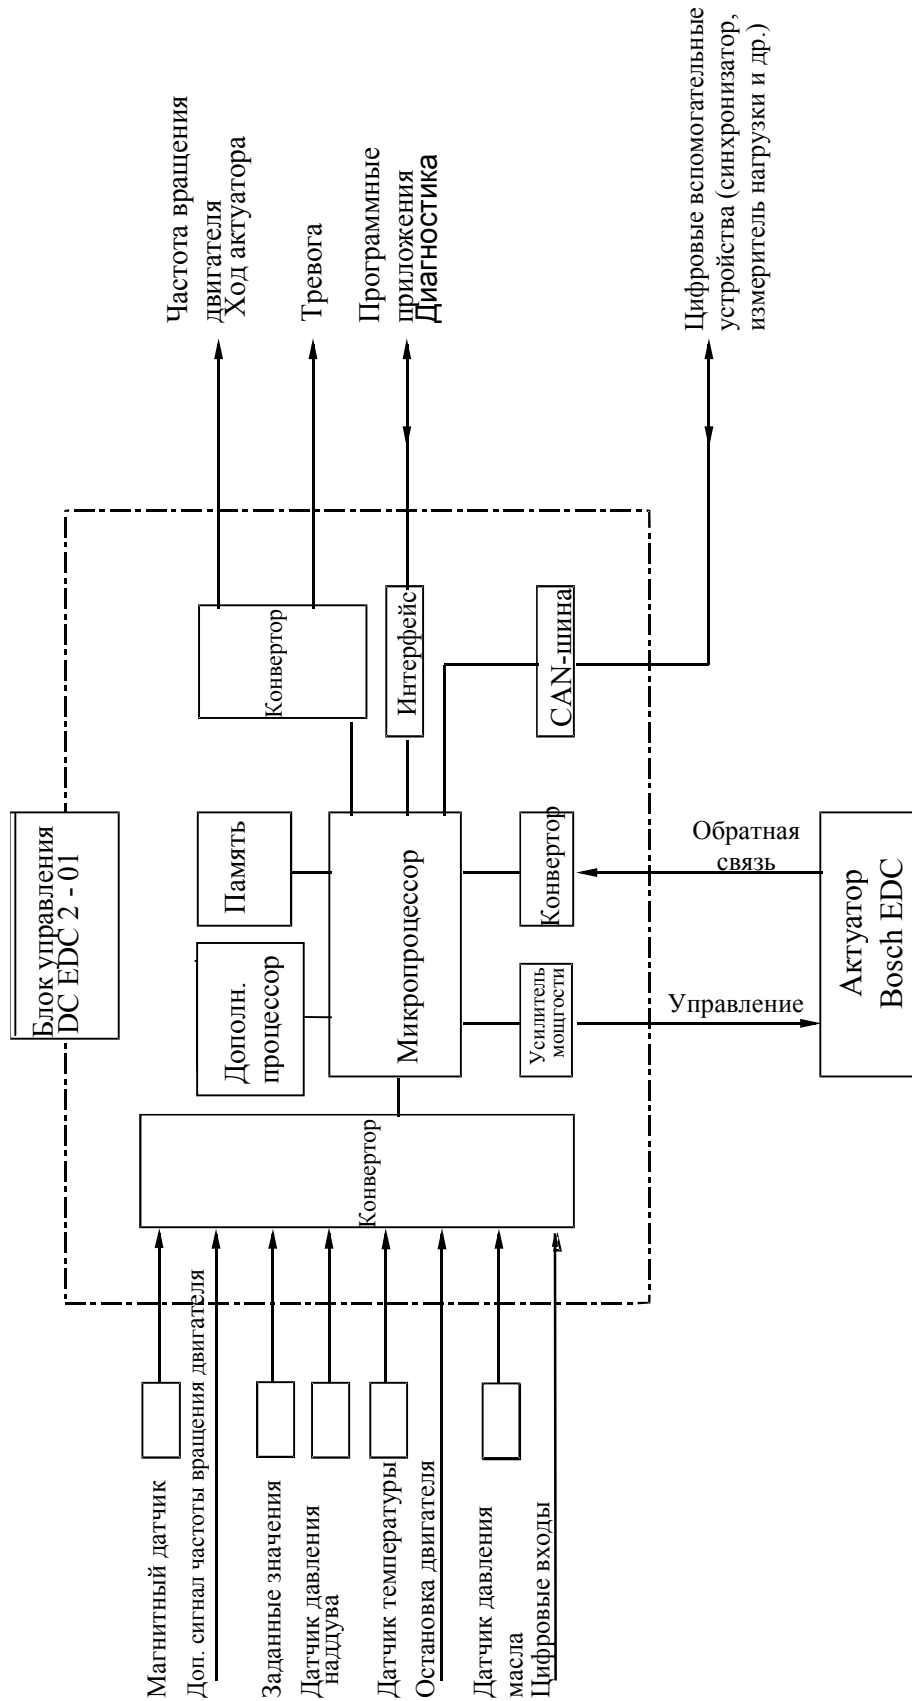 Блок управления
DC EDC 2 - 01
Магнитный датчик
Доп. сигнал частоты вращения двигателя
Заданные значения
Датчик давления
наддува
Датчик температуры
Остановка двигателя
Датчик давления
масла
Цифровые входы
Конвертор
Дополн.
процессор
Память
Микропроцессор
Усилитель
мощгости
Конвертор
Конвертор
Интерфейс
CAN-шина
Частота вращения
двигателя
Ход актуатора
Тревога
Программные
приложения
Диагностика
Цифровые вспомогательные
устройства (синхронизатор,
измеритель нагрузки и др.)
Управление
Обратная
связь
Актуатор
Bosch EDC